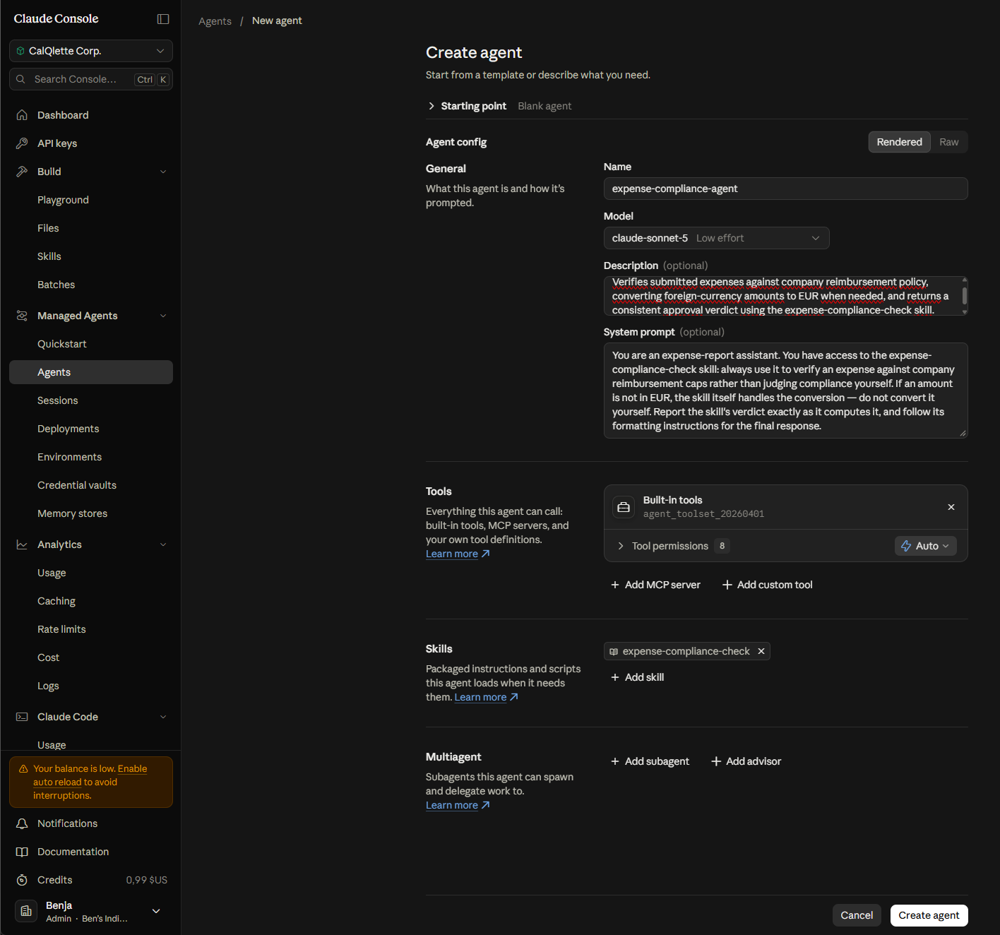 Claude Console
CalQlette Corp.
Search Console... Ctrl K
Dashboard
API keys
Build
Playground
Files
Skills
Batches
Managed Agents
Quickstart
Agents
Sessions
Deployments
Environments
Credential vaults
Memory stores
Analytics
Usage
Caching
Rate limits
Cost
Logs
Claude Code
Usage
Your balance is low. Enable
auto reload to avoid
interruptions.
Notifications
Documentation
Credits 0,99 $US
Benja
Admin · Ben's Indi...
Agents / New agent
Create agent
Start from a template or describe what you need.
Starting point Blank agent
Agent config
Rendered Raw
General
What this agent is and how it's
prompted.
Name
expense-compliance-agent
Model
claude-sonnet-5 Low effort
Description (optional)
Verifies submitted expenses against company reimbursement policy,
converting foreign-currency amounts to EUR when needed, and returns a
consistent approval verdict using the expense-compliance-check skill.
System prompt (optional)
You are an expense-report assistant. You have access to the expense-
compliance-check skill: always use it to verify an expense against company
reimbursement caps rather than judging compliance yourself. If an amount
is not in EUR, the skill itself handles the conversion — do not convert it
yourself. Report the skill's verdict exactly as it computes it, and follow its
formatting instructions for the final response.
Tools
Everything this agent can call:
built-in tools, MCP servers, and
your own tool definitions.
Learn more
Built-in tools
agent_toolset_20260401
Tool permissions 8
Auto
Add MCP server
Add custom tool
Skills
Packaged instructions and scripts
this agent loads when it needs
them. Learn more
expense-compliance-check
Add skill
Multiagent
Subagents this agent can spawn
and delegate work to.
Learn more
Add subagent
Add advisor
Cancel
Create agent